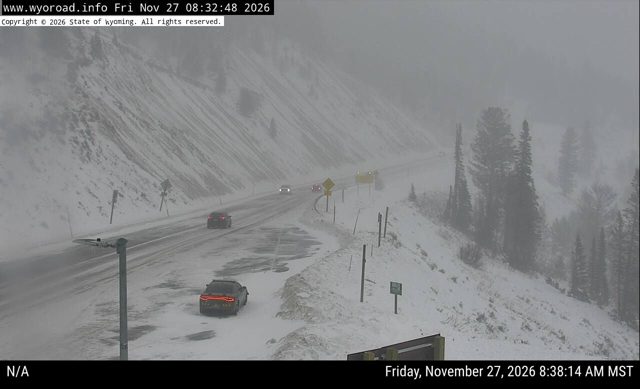 www.wyoroad.info Fri Nov 27 08:32:48 2026
Copyright © 2026 State of Wyoming. All rights reserved.
N/A
Friday, November 27, 2026 8:38:14 AM MST